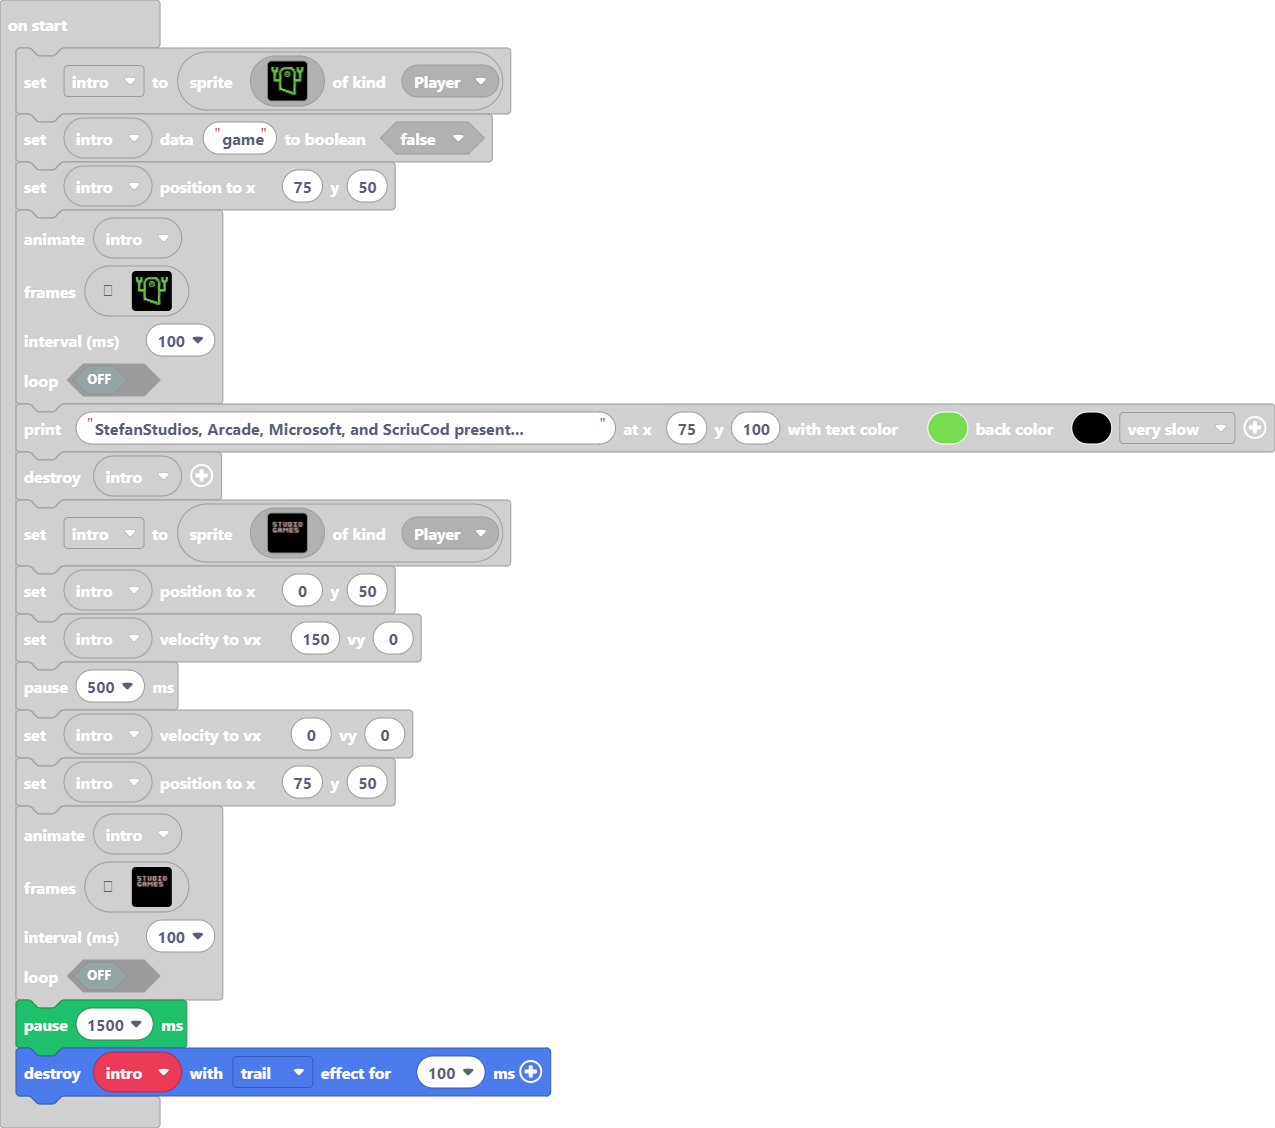 on start
set intro to sprite of kind Player
set intro data "game" to boolean false
set intro position to x 75 y 50
animate intro
frames
interval (ms) 100
loop OFF
print "StefanStudios, Arcade, Microsoft, and ScriuCod present... " at x 75 y 100 with text color back color very slow
destroy intro
set intro to sprite STUDIO GAMES of kind Player
set intro position to x 0 y 50
set intro velocity to vx 150 vy 0
pause 500 ms
set intro velocity to vx 0 vy 0
set intro position to x 75 y 50
animate intro
frames STUDIO GAMES
interval (ms) 100
loop OFF
pause 1500 ms
destroy intro with trail effect for 100 ms